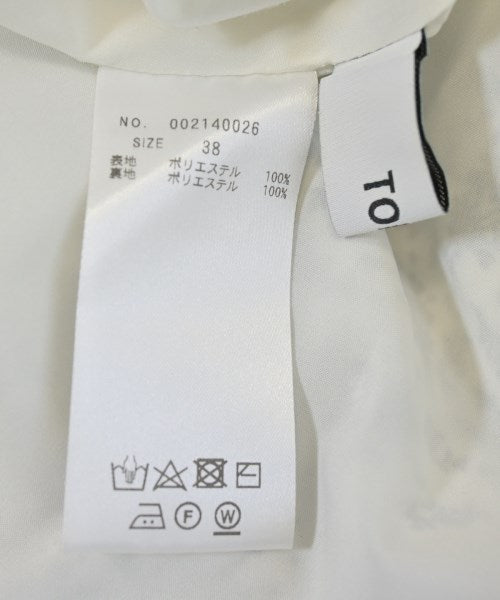 NO. 002140026
SIZE 38
表地 ポリエステル 100%
裏地 ポリエステル 100%
TO
F
W